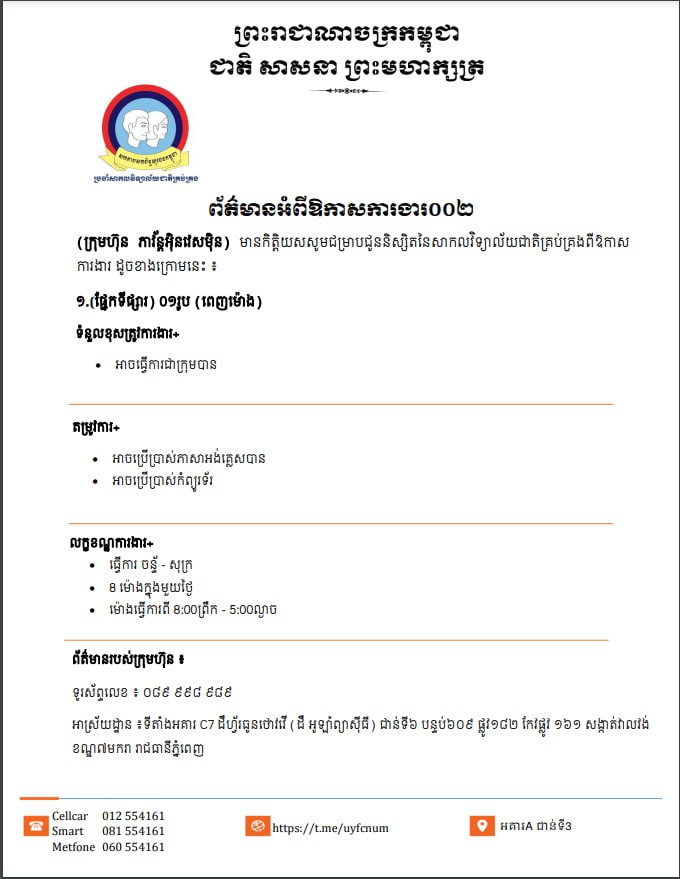 ព្រះរាជាណាចក្រកម្ពុជា
ជាតិ សាសនា ព្រះមហាក្សត្រ
សហភាពសហព័ន្ធយុវជនកម្ពុជា
ប្រចាំសាកលវិទ្យាល័យជាតិគ្រប់គ្រង
ព័ត៌មានអំពីឱកាសការងារ០០២
(ក្រុមហ៊ុន ភារ័ន្តអ៊ិនវេសម៉ិន) មានកិត្តិយសសូមជម្រាបជូននិស្សិតនៃសាកលវិទ្យាល័យជាតិគ្រប់គ្រងពីឱកាស
ការងារ ដូចខាងក្រោមនេះ ៖
១.(ផ្នែកទីផ្សារ) ០១រូប (ពេញម៉ោង)
ទំនួលខុសត្រូវការងារ+
• អាចធ្វើការជាក្រុមបាន
តម្រូវការ+
• អាចប្រើប្រាស់ភាសាអង់គ្លេសបាន
• អាចប្រើប្រាស់កំព្យូរទ័រ
លក្ខខណ្ឌការងារ+
• ធ្វើការ ចន្ទ័ - សុក្រ
• 8 ម៉ោងក្នុងមួយថ្ងៃ
• ម៉ោងធ្វើការពី 8:00ព្រឹក - 5:00ល្ងាច
ព័ត៌មានរបស់ក្រុមហ៊ុន ៖
ទូរស័ព្ទលេខ ៖ ០៨៩ ៩៩៨ ៩៨៩
អាស្រ័យដ្ឋាន ៖ទីតាំងអគារ C7 ដឹហ្វ័រធូនថោវវើ (ដឹ អូឡាំព្យាស៊ីធី) ជាន់ទី៦ បន្ទប់៦០៩ ផ្លូវ១៨២ កែវផ្លូវ ១៦១ សង្កាត់វាលវង់
ខណ្ឌ៧មករា រាជធានីភ្នំពេញ
Cellcar 012 554161
Smart 081 554161
Metfone 060 554161
https://t.me/uyfcnum
អគារA ជាន់ទី3